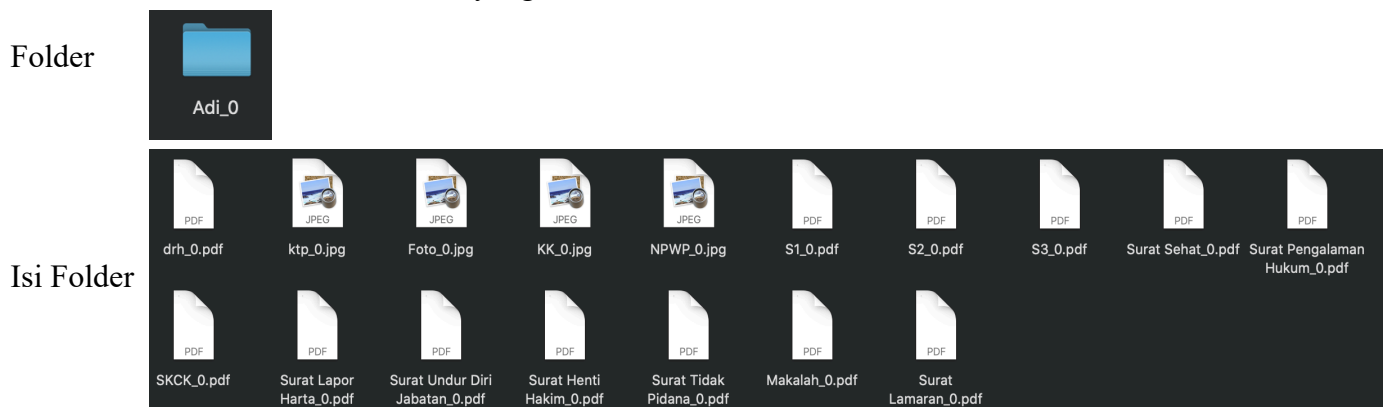 Folder
Adi_0
Isi Folder
PDF PDF
JPEG JPEG JPEG JPEG
PDF PDF PDF PDF
drh_0.pdf ktp_0.jpg Foto_0.jpg KK_0.jpg NPWP_0.jpg S1_0.pdf S2_0.pdf S3_0.pdf Surat Sehat_0.pdf Surat Pengalaman
Hukum_0.pdf
PDF PDF PDF PDF PDF PDF PDF
SKCK_0.pdf Surat Lapor Surat Undur Diri Surat Henti Surat Tidak Makalah_0.pdf Surat
Harta_0.pdf Jabatan_0.pdf Hakim_0.pdf Pidana_0.pdf Lamaran_0.pdf